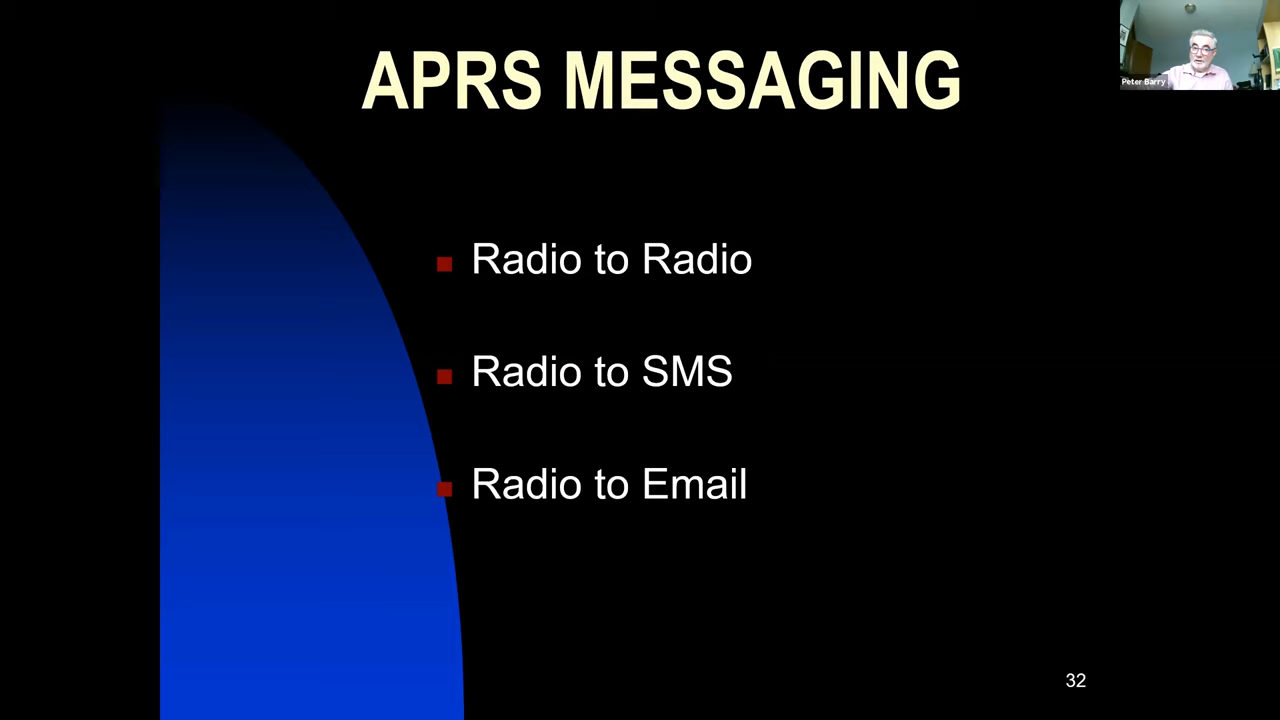 APRS MESSAGING
Peter Barry
Radio to Radio
Radio to SMS
Radio to Email
32